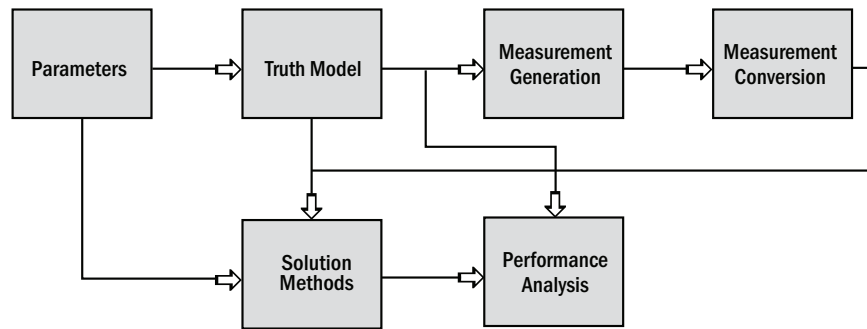 Parameters
Truth Model
Measurement
Generation
Measurement
Conversion
Solution
Methods
Performance
Analysis